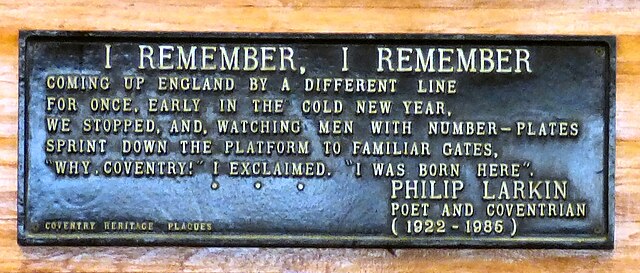 I REMEMBER, I REMEMBER
COMING UP ENGLAND BY A DIFFERENT LINE
FOR ONCE, EARLY IN THE COLD NEW YEAR,
WE STOPPED, AND, WATCHING MEN WITH NUMBER-PLATES
SPRINT DOWN THE PLATFORM TO FAMILIAR GATES,
"WHY, COVENTRY!" I EXCLAIMED. "I WAS BORN HERE".
PHILIP LARKIN
POET AND COVENTRIAN
(1922 - 1985)
COVENTRY HERITAGE PLAQUES